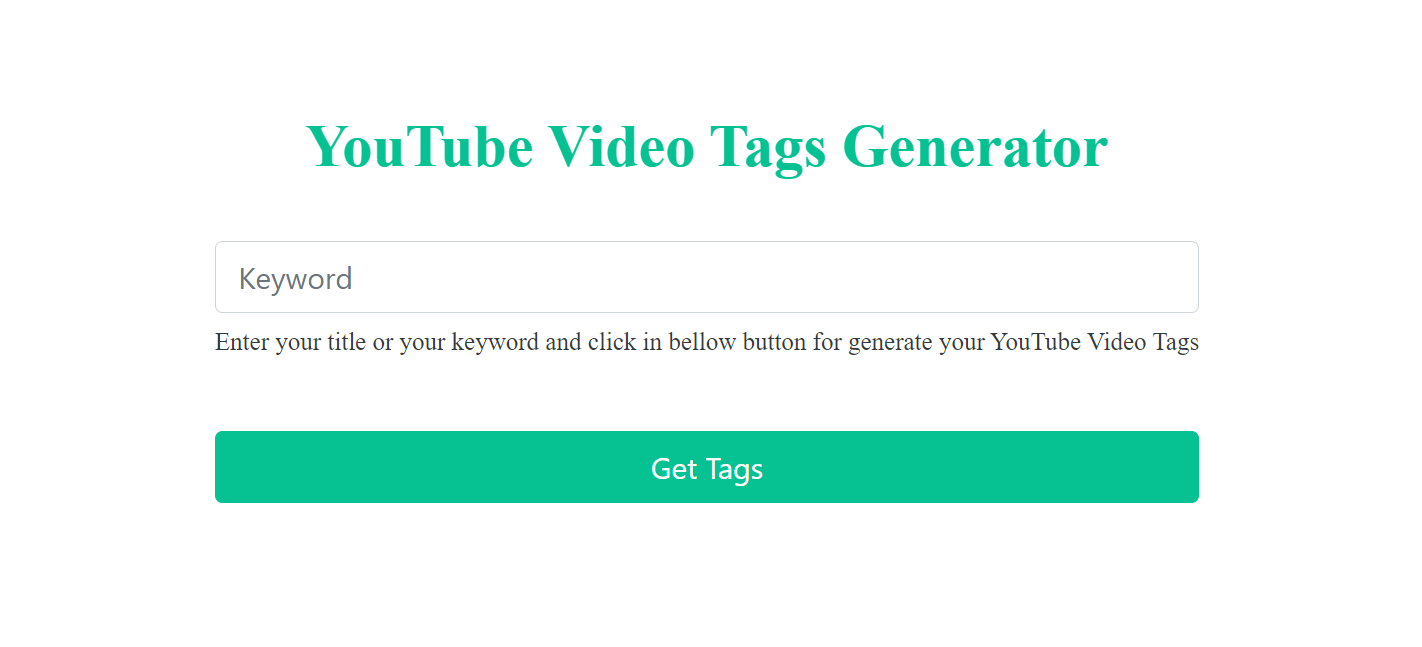 YouTube Video Tags Generator
Keyword
Enter your title or your keyword and click in bellow button for generate your YouTube Video Tags
Get Tags